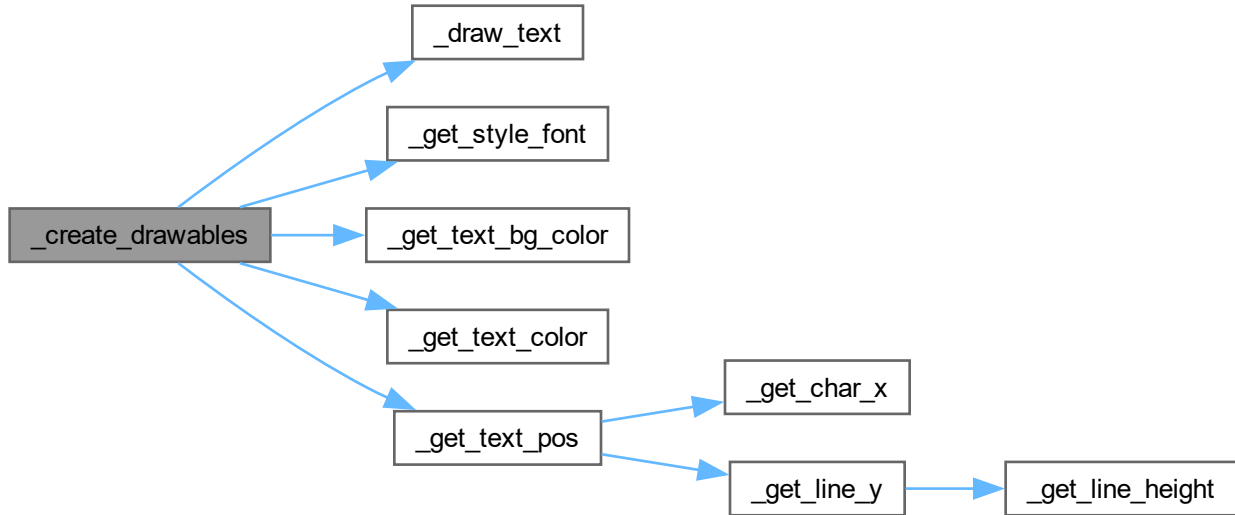 _draw_text
_get_style_font
_create_drawables
_get_text_bg_color
_get_text_color
_get_char_x
_get_text_pos
_get_line_y
_get_line_height